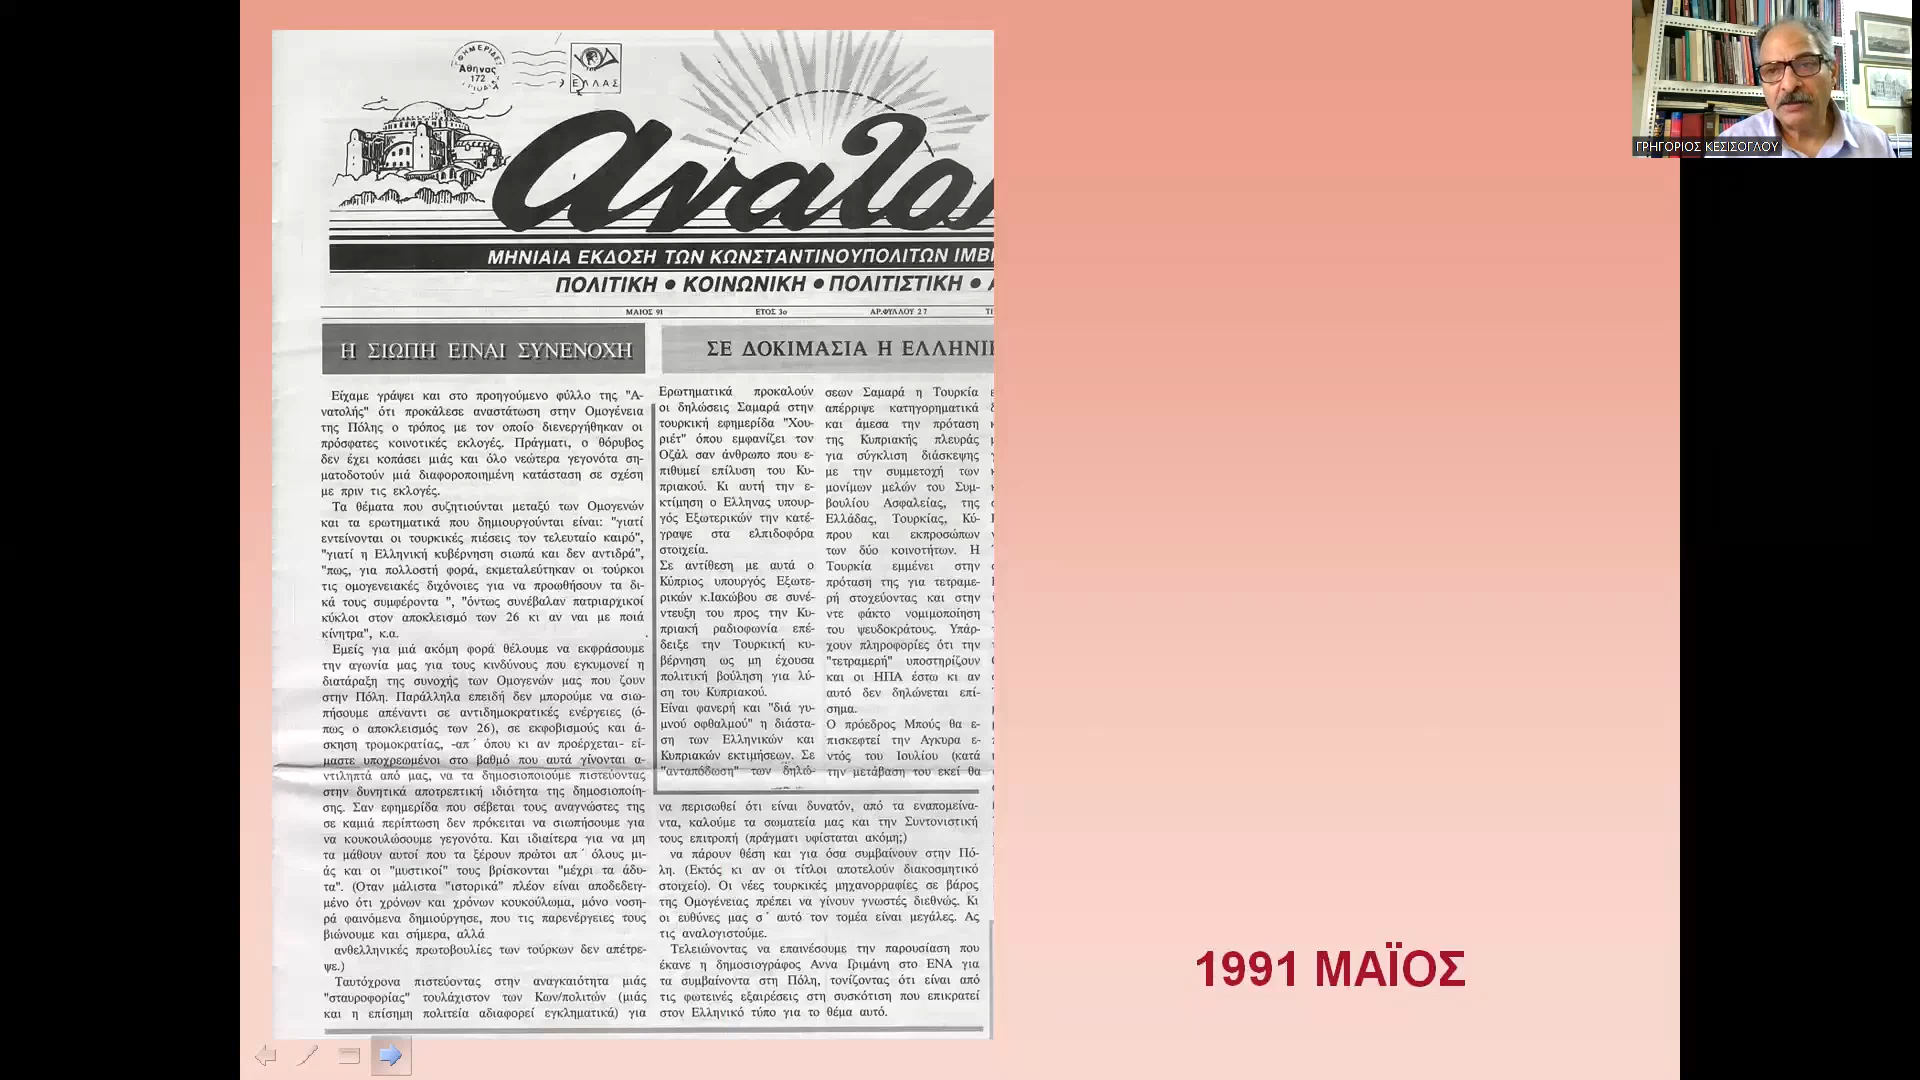 ΕΦΗΜΕΡΙΔΕΣ
Αθήνας
172
ΕΛΛΑΣ
Ανατο
ΜΗΝΙΑΙΑ ΕΚΔΟΣΗ ΤΩΝ ΚΩΝΣΤΑΝΤΙΝΟΥΠΟΛΙΤΩΝ ΙΜΒΙ
ΠΟΛΙΤΙΚΗ ● ΚΟΙΝΩΝΙΚΗ ● ΠΟΛΙΤΙΣΤΙΚΗ ●
ΜΑΙΟΣ 91 ΕΤΟΣ 3ο ΑΡ.ΦΥΛΛΟΥ 27
Η ΣΙΩΠΗ ΕΙΝΑΙ ΣΥΝΕΝΟΧΗ
Είχαμε γράψει και στο προηγούμενο φύλλο της "Α-
νατολής" ότι προκάλεσε αναστάτωση στην Ομογένεια
της Πόλης ο τρόπος με τον οποίο διενεργήθηκαν οι
πρόσφατες κοινοτικές εκλογές. Πράγματι, ο θόρυβος
δεν έχει κοπάσει μιάς και όλο νεώτερα γεγονότα ση-
ματοδοτούν μιά διαφοροποιημένη κατάσταση σε σχέση
με πριν τις εκλογές.
Τα θέματα που συζητιούνται μεταξύ των Ομογενών
και τα ερωτηματικά που δημιουργούνται είναι: "γιατί
εντείνονται οι τουρκικές πιέσεις τον τελευταίο καιρό",
"γιατί η Ελληνική κυβέρνηση σιωπά και δεν αντιδρά",
"πως, για πολλοστή φορά, εκμεταλεύτηκαν οι τούρκοι
τις ομογενειακές διχόνοιες για να προωθήσουν τα δι-
κά τους συμφέροντα ", "όντως συνέβαλαν πατριαρχικοί
κύκλοι στον αποκλεισμό των 26 κι αν ναι με ποιά
κίνητρα", κ.α.
Εμείς για μιά ακόμη φορά θέλουμε να εκφράσουμε
την αγωνία μας για τους κινδύνους που εγκυμονεί η
διατάραξη της συνοχής των Ομογενών μας που ζουν
στην Πόλη. Παράλληλα επειδή δεν μπορούμε να σιω-
πήσουμε απέναντι σε αντιδημοκρατικές ενέργειες (ό-
πως ο αποκλεισμός των 26), σε εκφοβισμούς και ά-
σκηση τρομοκρατίας, -απ΄ όπου κι αν προέρχεται- εί-
μαστε υποχρεωμένοι στο βαθμό που αυτά γίνονται α-
ντιληπτά από μας, να τα δημοσιοποιούμε πιστεύοντας
στην δυνητικά αποτρεπτική ιδιότητα της δημοσιοποίη-
σης. Σαν εφημερίδα που σέβεται τους αναγνώστες της
σε καμιά περίπτωση δεν πρόκειται να σιωπήσουμε για
να κουκουλώσουμε γεγονότα. Και ιδιαίτερα για να μη
τα μάθουν αυτοί που τα ξέρουν πρώτοι απ΄ όλους μι-
άς και οι "μυστικοί" τους βρίσκονται "μέχρι τα άδυ-
τα". (Όταν μάλιστα "ιστορικά" πλέον είναι αποδεδειγ-
μένο ότι χρόνων και χρόνων κουκούλωμα, μόνο νοση-
ρά φαινόμενα δημιούργησε, που τις παρενέργειες τους
βιώνουμε και σήμερα, αλλά
ανθελληνικές πρωτοβουλίες των τούρκων δεν απέτρε-
ψε.)
Ταυτόχρονα πιστεύοντας στην αναγκαιότητα μιάς
"σταυροφορίας" τουλάχιστον των Κων/πολιτών (μιάς
και η επίσημη πολιτεία αδιαφορεί εγκληματικά) για
να περισωθεί ότι είναι δυνατόν, από τα εναπομείνα-
ντα, καλούμε τα σωματεία μας και την Συντονιστική
τους επιτροπή (πράγματι υφίσταται ακόμη;)
να πάρουν θέση και για όσα συμβαίνουν στην Πό-
λη. (Εκτός κι αν οι τίτλοι αποτελούν διακοσμητικό
στοιχείο). Οι νέες τουρκικές μηχανορραφίες σε βάρος
της Ομογένειας πρέπει να γίνουν γνωστές διεθνώς. Κι
οι ευθύνες μας σ΄ αυτό τον τομέα είναι μεγάλες. Ας
τις αναλογιστούμε.
Τελειώνοντας να επαινέσουμε την παρουσίαση που
έκανε η δημοσιογράφος Αννα Γριμάνη στο ΕΝΑ για
τα συμβαίνοντα στη Πόλη, τονίζοντας ότι είναι από
τις φωτεινές εξαιρέσεις στη συσκότιση που επικρατεί
στον Ελληνικό τύπο για το θέμα αυτό.
ΣΕ ΔΟΚΙΜΑΣΙΑ Η ΕΛΛΗΝΙ
Ερωτηματικά προκαλούν
οι δηλώσεις Σαμαρά στην
τουρκική εφημερίδα "Χου-
ριέτ" όπου εμφανίζει τον
Οζάλ σαν άνθρωπο που ε-
πιθυμεί επίλυση του Κυ-
πριακού. Κι αυτή την ε-
κτίμηση ο Ελληνας υπουρ-
γός Εξωτερικών την κατέ-
γραψε στα ελπιδοφόρα
στοιχεία.
Σε αντίθεση με αυτά ο
Κύπριος υπουργός Εξωτε-
ρικών κ.Ιακώβου σε συνέ-
ντευξη του προς την Κυ-
πριακή ραδιοφωνία επέ-
δειξε την Τουρκική κυ-
βέρνηση ως μη έχουσα
πολιτική βούληση για λύ-
ση του Κυπριακού.
Είναι φανερή και "διά γυ-
μνού οφθαλμού" η διάστα-
ση των Ελληνικών και
Κυπριακών εκτιμήσεων. Σε
"ανταπόδωση" των δηλώ-
σεων Σαμαρά η Τουρκία
απέρριψε κατηγορηματικά
και άμεσα την πρόταση
της Κυπριακής πλευράς
για σύγκλιση διάσκεψης
με την συμμετοχή των
μονίμων μελών του Συμ-
βουλίου Ασφαλείας, της
Ελλάδας, Τουρκίας, Κύ-
πρου και εκπροσώπων
των δύο κοινοτήτων. Η
Τουρκία εμμένει στην
πρόταση της για τετραμε-
ρή στοχεύοντας και στην
ντε φάκτο νομιμοποίηση
του ψευδοκράτους. Υπάρ-
χουν πληροφορίες ότι την
"τετραμερή" υποστηρίζουν
και οι ΗΠΑ έστω κι αν
αυτό δεν δηλώνεται επί-
σημα.
Ο πρόεδρος Μπούς θα ε-
πισκεφτεί την Αγκυρα ε-
ντός του Ιουλίου (κατά
την μετάβαση του εκεί θα
1991 ΜΑΪΟΣ
ΓΡΗΓΟΡΙΟΣ ΚΕΣΙΣΟΓΛΟΥ